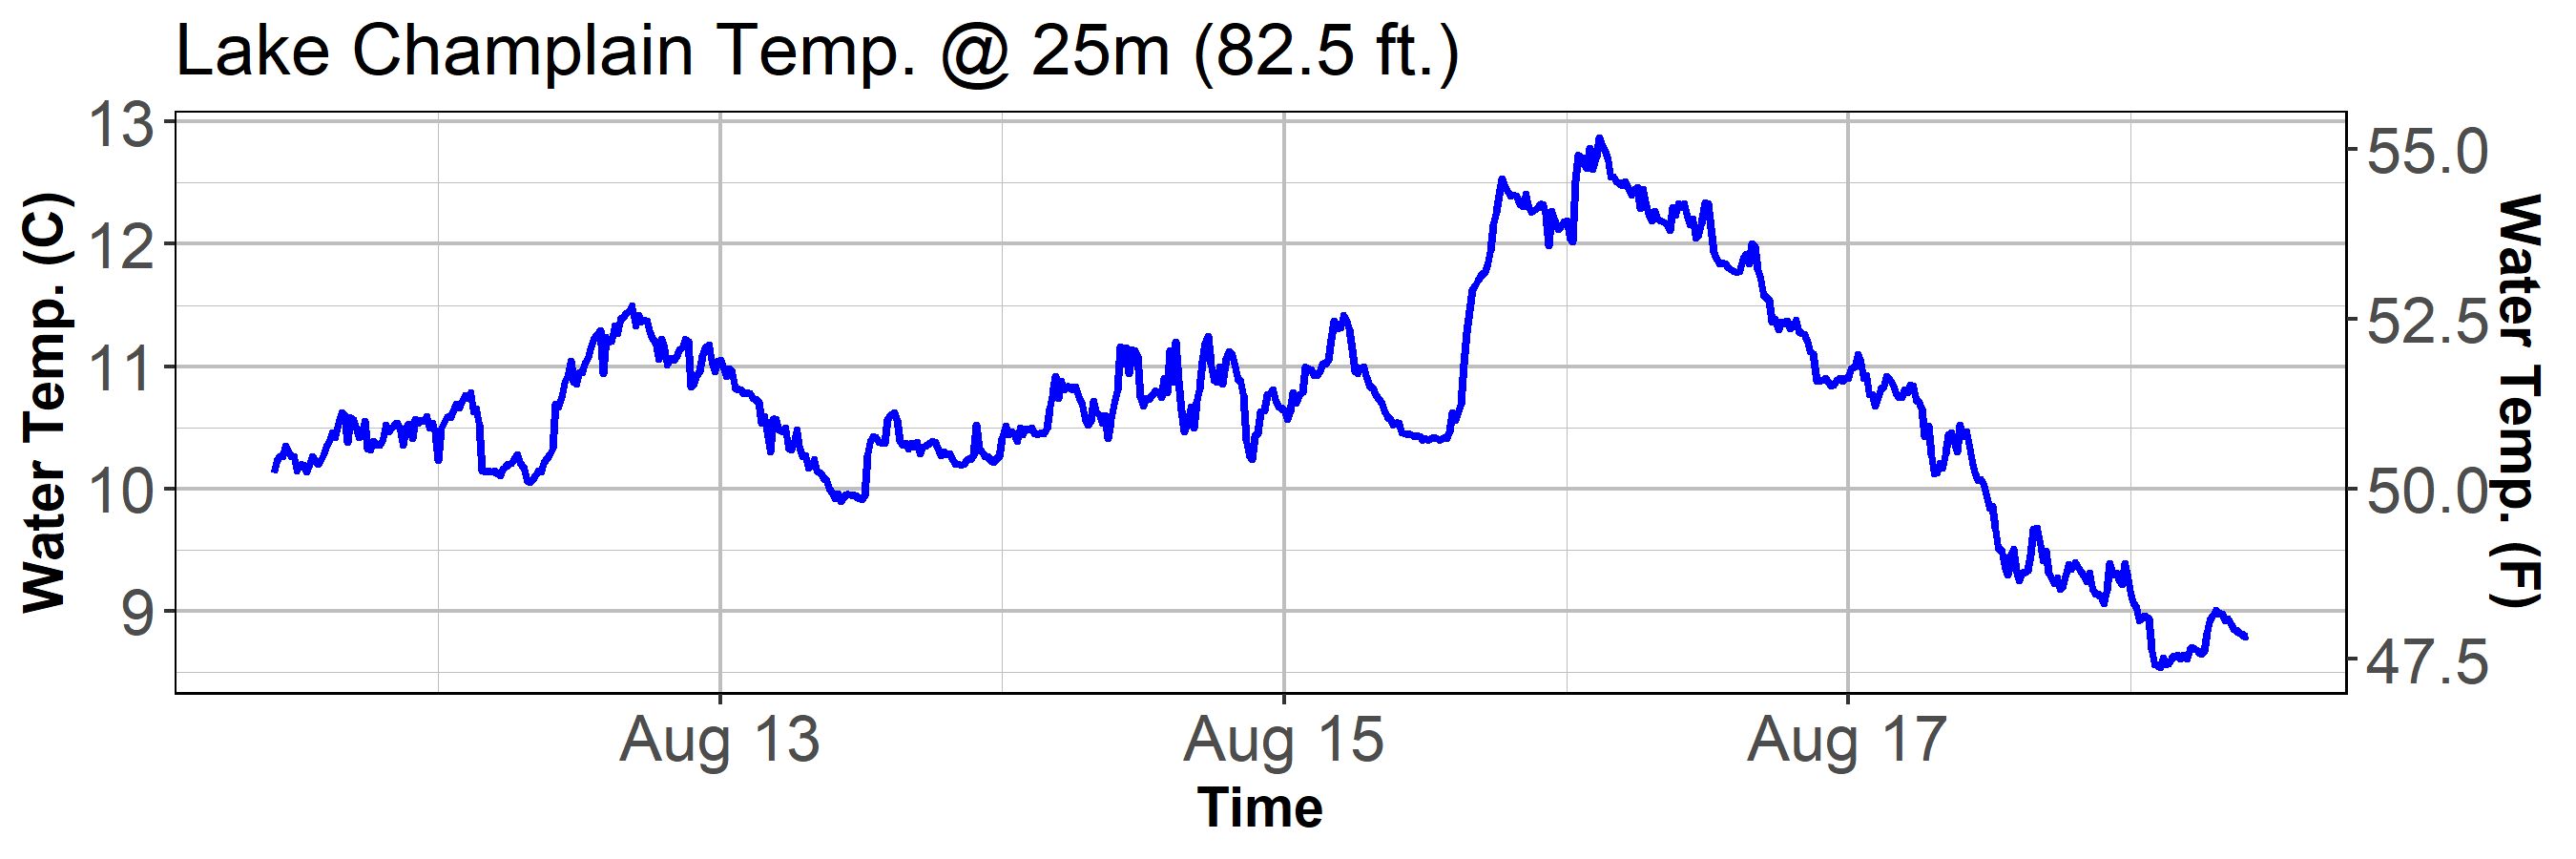 Lake Champlain Temp. @ 25m (82.5 ft.)
13
12
11
10
9
Water Temp. (C)
55.0
52.5
50.0
47.5
Water Temp. (F)
Aug 13
Aug 15
Aug 17
Time